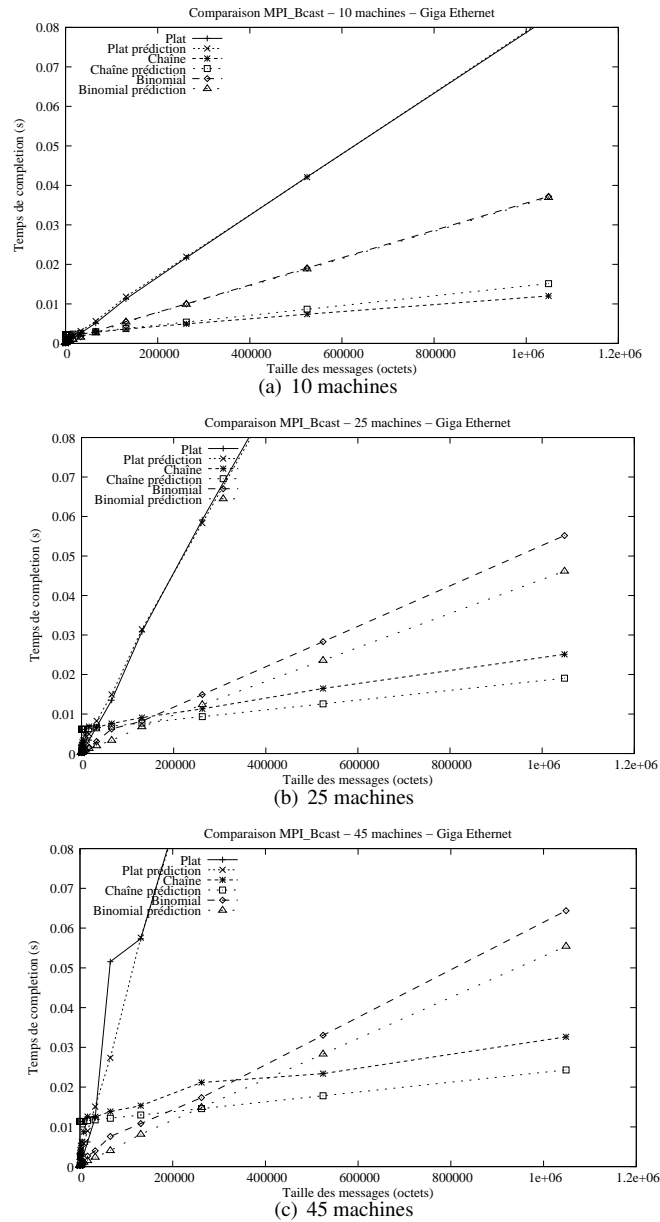 Comparaison MPI_Bcast – 10 machines – Giga Ethernet
0.08
0.07
0.06
0.05
0.04
0.03
0.02
0.01
0
Temps de completion (s)
Plat
Plat prédiction
Chaîne
Chaîne prédiction
Binomial
Binomial prédiction
0 200000 400000 600000 800000 1e+06 1.2e+06
Taille des messages (octets)
(a) 10 machines
Comparaison MPI_Bcast – 25 machines – Giga Ethernet
0.08
0.07
0.06
0.05
0.04
0.03
0.02
0.01
0
Temps de completion (s)
Plat
Plat prédiction
Chaîne
Chaîne prédiction
Binomial
Binomial prédiction
0 200000 400000 600000 800000 1e+06 1.2e+06
Taille des messages (octets)
(b) 25 machines
Comparaison MPI_Bcast – 45 machines – Giga Ethernet
0.08
0.07
0.06
0.05
0.04
0.03
0.02
0.01
0
Temps de completion (s)
Plat
Plat prédiction
Chaîne
Chaîne prédiction
Binomial
Binomial prédiction
0 200000 400000 600000 800000 1e+06 1.2e+06
Taille des messages (octets)
(c) 45 machines